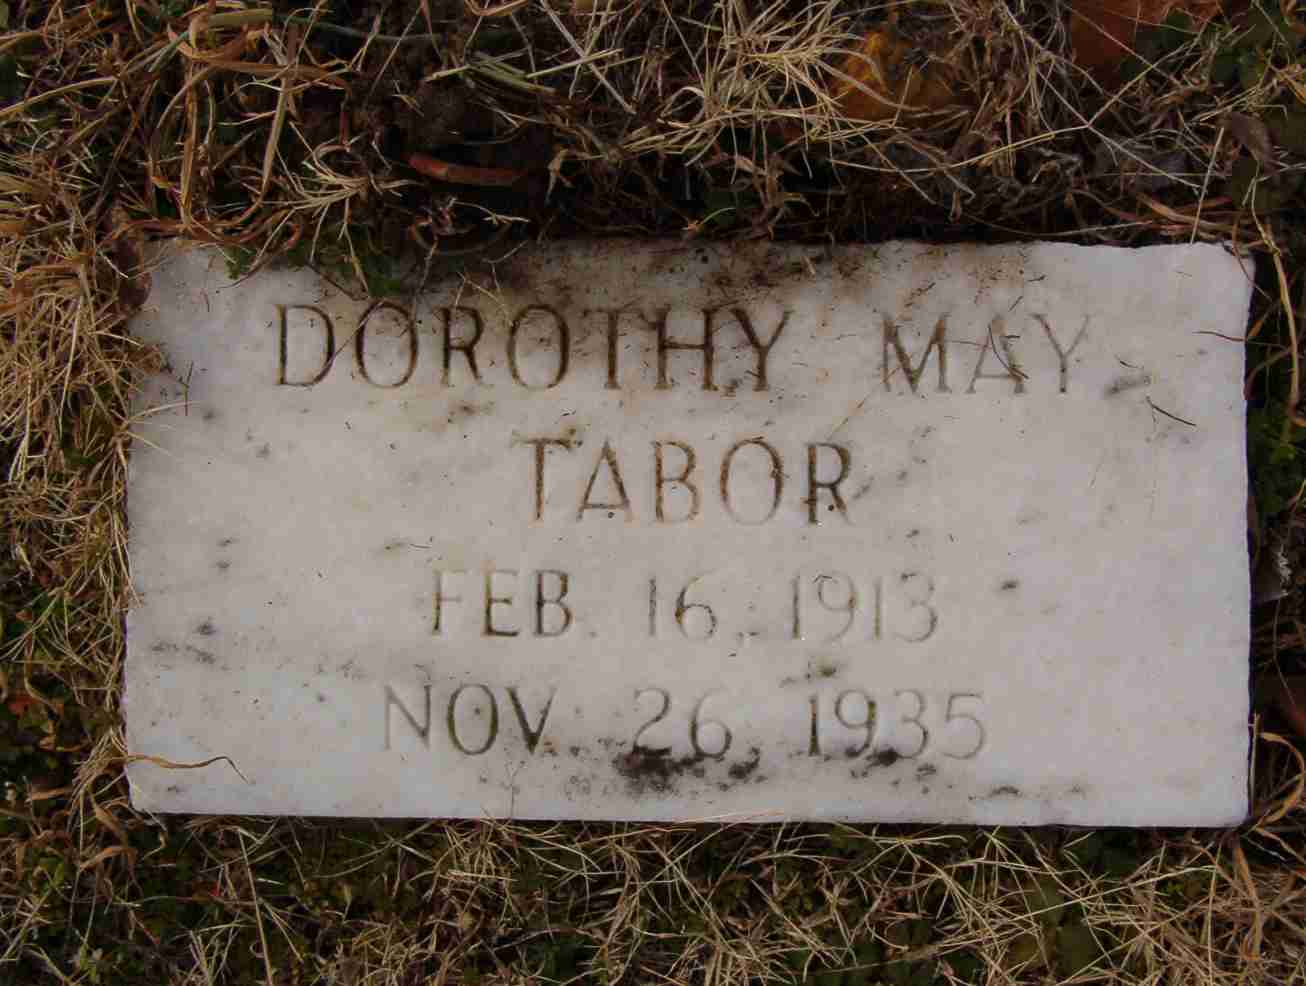 DOROTHY MAY
TABOR
FEB. 16, 1913
NOV. 26, 1935